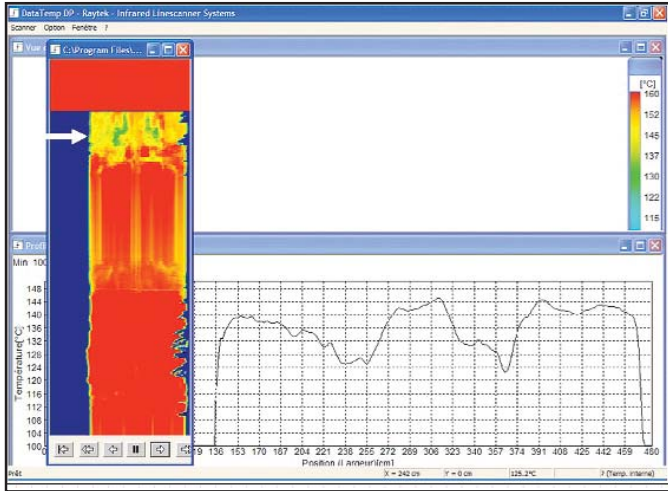 DataTemp DP - Raytek - Infrared Linescanner Systems
Scanner Option Fenêtre ?
Vue
C:\Program Files\...
[°C]
160
152
145
137
130
122
115
Profil
Min 100
148
144
140
136
132
128
124
120
116
112
108
104
100
Température[°C]
119 136 153 170 187 204 221 238 255 272 289 306 323 340 357 374 391 408 425 442 459 480
Position (Largeur)[cm]
Prêt X = 242 cm Y = 0 cm 125.2°C ? (Temp. interne)